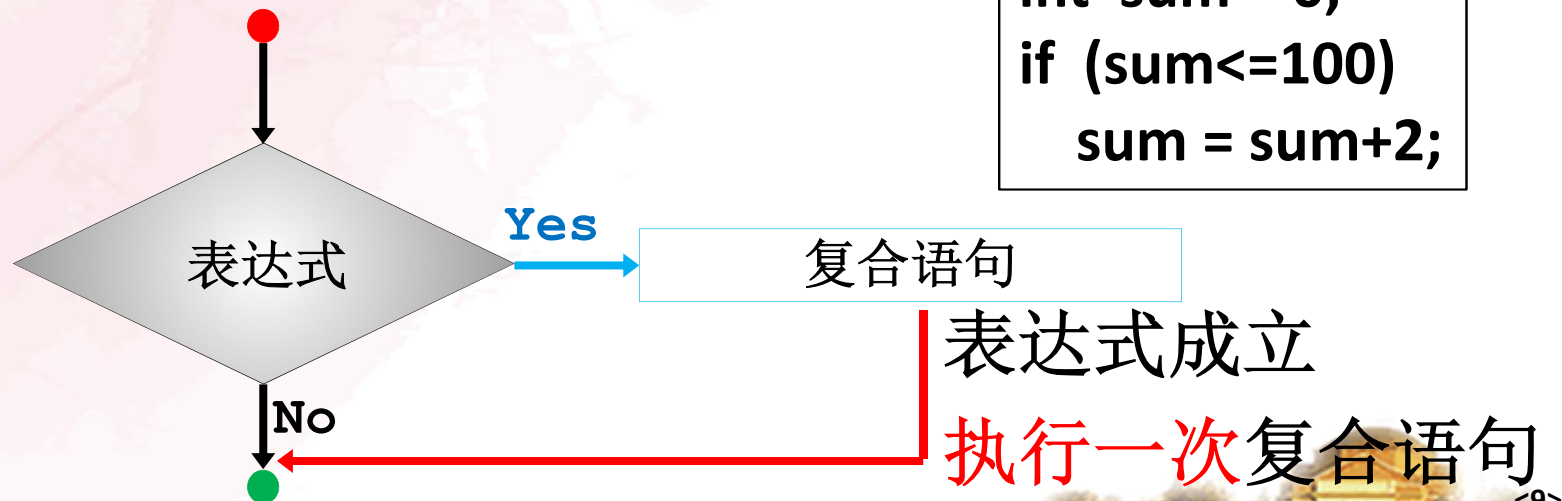 if (sum<=100)
sum = sum+2;
Yes
表达式
复合语句
表达式成立
No
执行一次复合语句
<9>